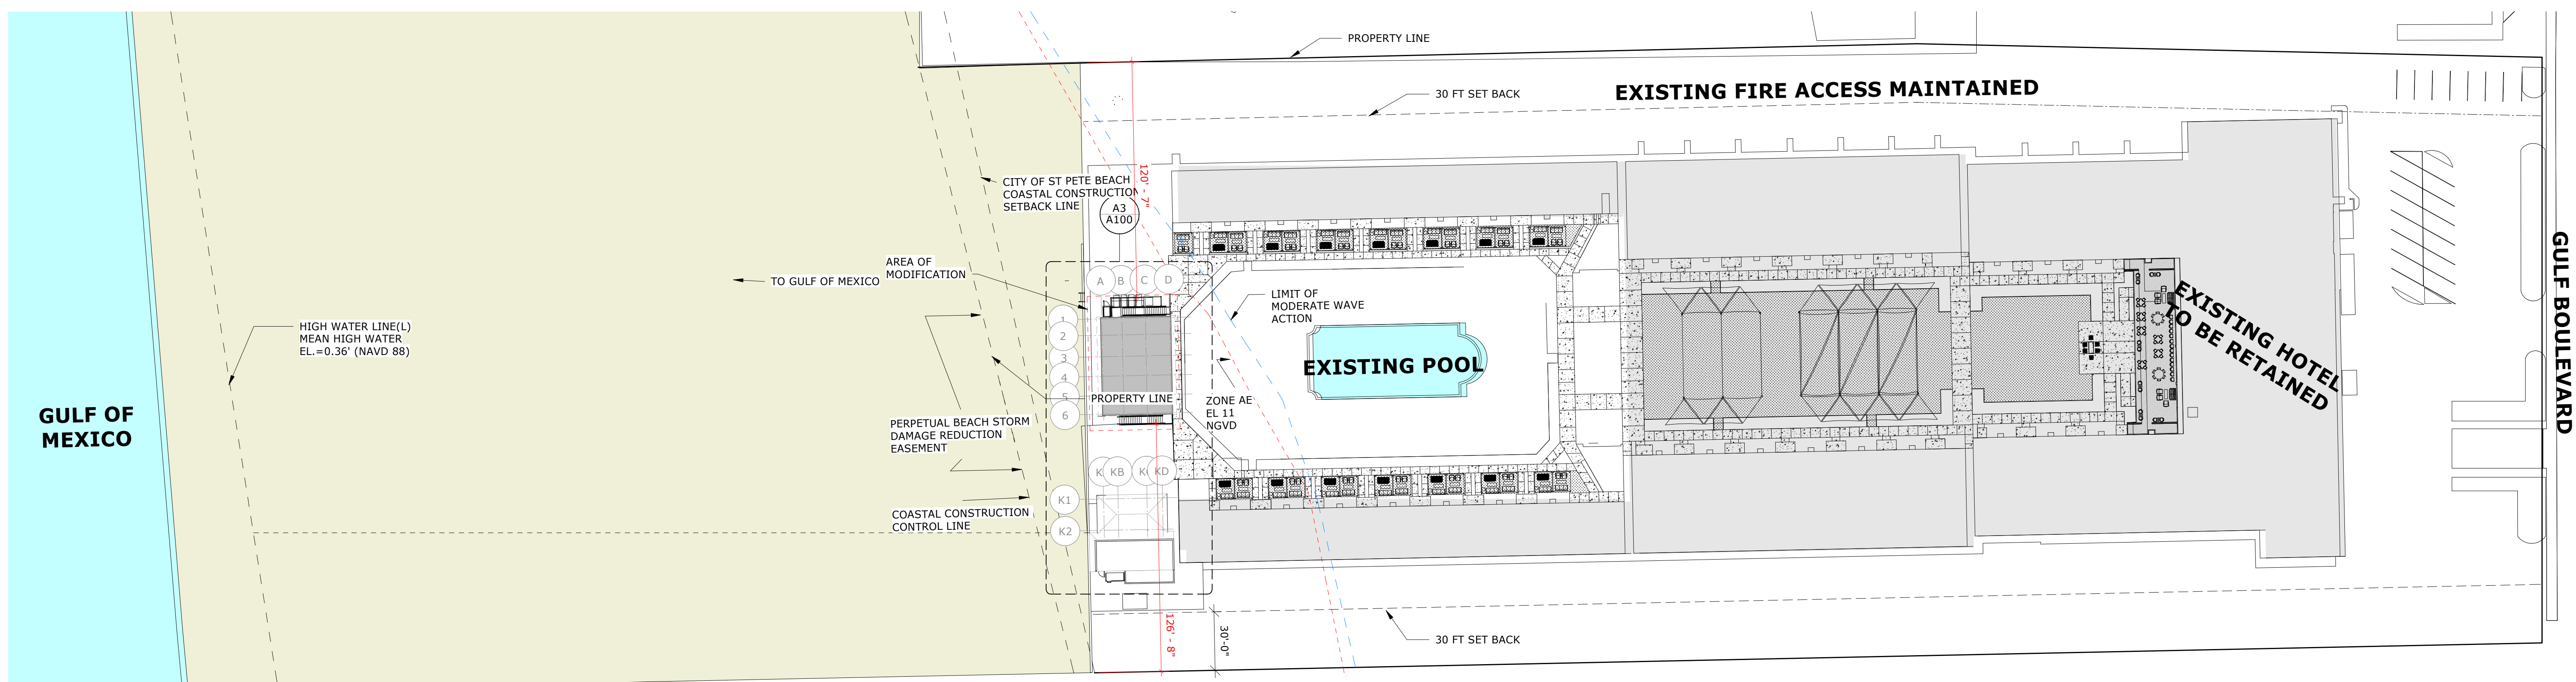 PROPERTY LINE
EXISTING FIRE ACCESS MAINTAINED
30 FT SET BACK
120' - 7"
CITY OF ST PETE BEACH
COASTAL CONSTRUCTION
SETBACK LINE
A3
A100
AREA OF
MODIFICATION
TO GULF OF MEXICO
A
B
C
D
LIMIT OF
MODERATE WAVE
ACTION
HIGH WATER LINE(L)
MEAN HIGH WATER
EL.=0.36' (NAVD 88)
1
2
3
4
5
6
EXISTING POOL
EXISTING HOTEL
TO BE RETAINED
GULF BOULEVARD
GULF OF
MEXICO
PROPERTY LINE
ZONE AE
EL 11
NGVD
PERPETUAL BEACH STORM
DAMAGE REDUCTION
EASEMENT
KB
KD
K1
K2
COASTAL CONSTRUCTION
CONTROL LINE
126' - 8"
30'-0"
30 FT SET BACK